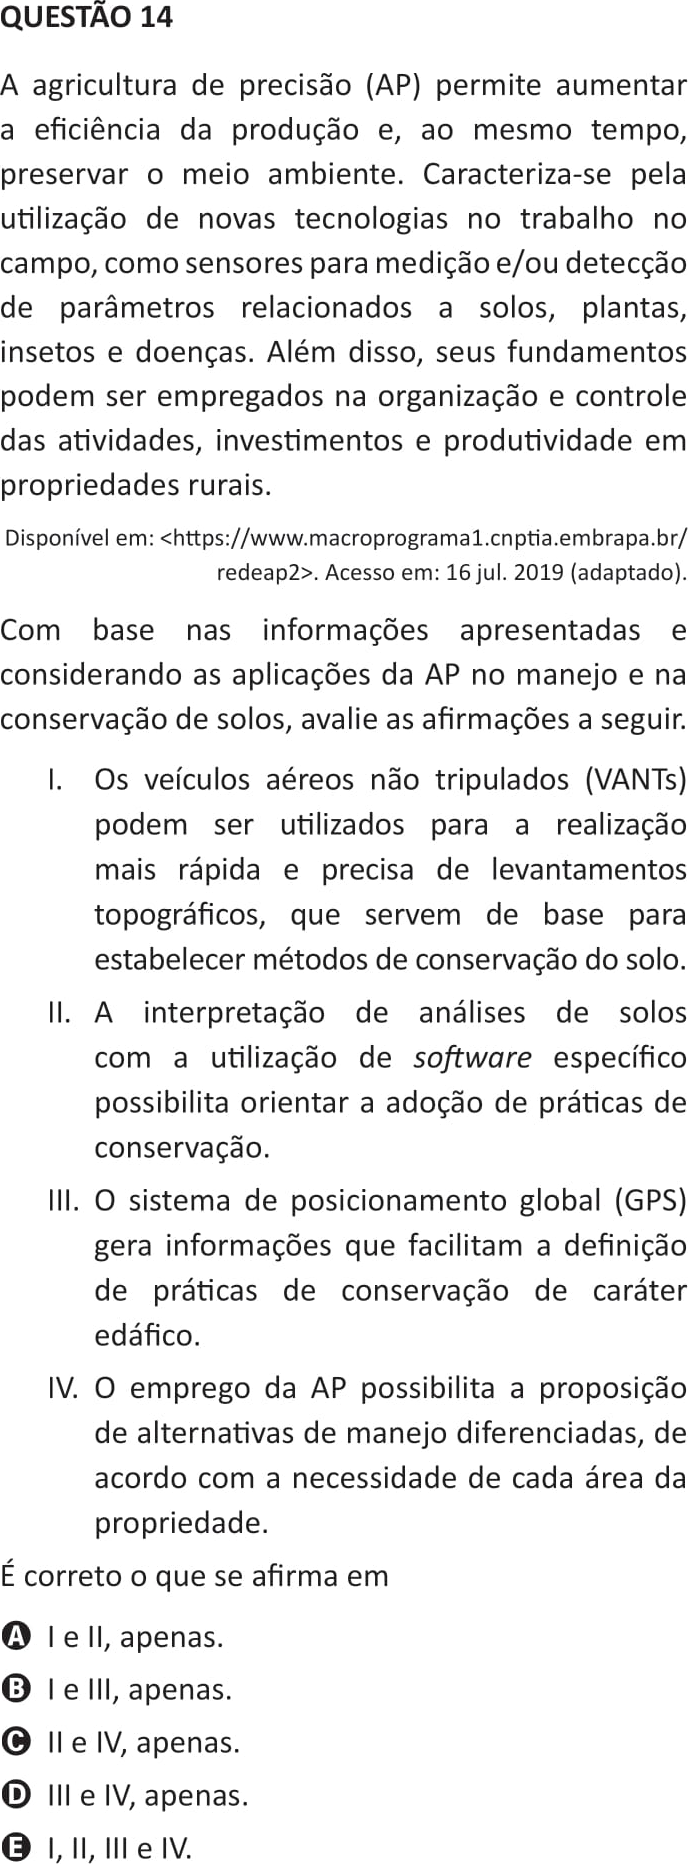 QUESTÃO 14
A agricultura de precisão (AP) permite aumentar
a eficiência da produção e, ao mesmo tempo,
preservar o meio ambiente. Caracteriza-se pela
utilização de novas tecnologias no trabalho no
campo, como sensores para medição e/ou detecção
de parâmetros relacionados a solos, plantas,
insetos e doenças. Além disso, seus fundamentos
podem ser empregados na organização e controle
das atividades, investimentos e produtividade em
propriedades rurais.
Disponível em: <https://www.macroprograma1.cnptia.embrapa.br/
redeap2>. Acesso em: 16 jul. 2019 (adaptado).
Com base nas informações apresentadas e
considerando as aplicações da AP no manejo e na
conservação de solos, avalie as afirmações a seguir.
I. Os veículos aéreos não tripulados (VANTs)
podem ser utilizados para a realização
mais rápida e precisa de levantamentos
topográficos, que servem de base para
estabelecer métodos de conservação do solo.
II. A interpretação de análises de solos
com a utilização de software específico
possibilita orientar a adoção de práticas de
conservação.
III. O sistema de posicionamento global (GPS)
gera informações que facilitam a definição
de práticas de conservação de caráter
edáfico.
IV. O emprego da AP possibilita a proposição
de alternativas de manejo diferenciadas, de
acordo com a necessidade de cada área da
propriedade.
É correto o que se afirma em
A I e II, apenas.
B I e III, apenas.
C II e IV, apenas.
D III e IV, apenas.
E I, II, III e IV.